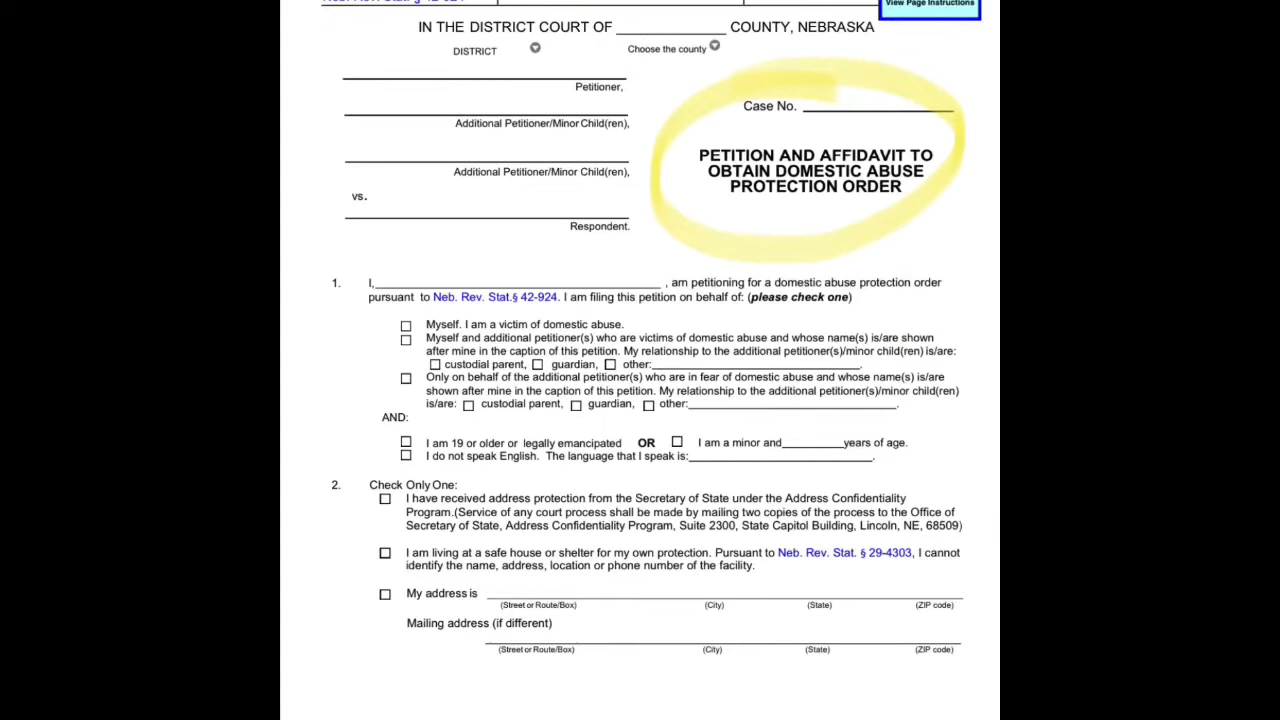 View Page Instructions
IN THE DISTRICT COURT OF ____________ COUNTY, NEBRASKA
DISTRICT
Choose the county
Petitioner,
Case No.
Additional Petitioner/Minor Child(ren),
PETITION AND AFFIDAVIT TO
OBTAIN DOMESTIC ABUSE
PROTECTION ORDER
Additional Petitioner/Minor Child(ren),
vs.
Respondent.
1. I,____________ , am petitioning for a domestic abuse protection order
pursuant to Neb. Rev. Stat.§ 42-924. I am filing this petition on behalf of: (please check one)
Myself. I am a victim of domestic abuse.
Myself and additional petitioner(s) who are victims of domestic abuse and whose name(s) is/are shown
after mine in the caption of this petition. My relationship to the additional petitioner(s)/minor child(ren) is/are:
custodial parent, guardian, other:____________.
Only on behalf of the additional petitioner(s) who are in fear of domestic abuse and whose name(s) is/are
shown after mine in the caption of this petition. My relationship to the additional petitioner(s)/minor child(ren)
is/are: custodial parent, guardian, other:____________.
AND:
I am 19 or older or legally emancipated OR I am a minor and__________years of age.
I do not speak English. The language that I speak is:____________.
2. Check Only One:
I have received address protection from the Secretary of State under the Address Confidentiality
Program.(Service of any court process shall be made by mailing two copies of the process to the Office of
Secretary of State, Address Confidentiality Program, Suite 2300, State Capitol Building, Lincoln, NE, 68509)
I am living at a safe house or shelter for my own protection. Pursuant to Neb. Rev. Stat. § 29-4303, I cannot
identify the name, address, location or phone number of the facility.
My address is
(Street or Route/Box) (City) (State) (ZIP code)
Mailing address (if different)
(Street or Route/Box) (City) (State) (ZIP code)